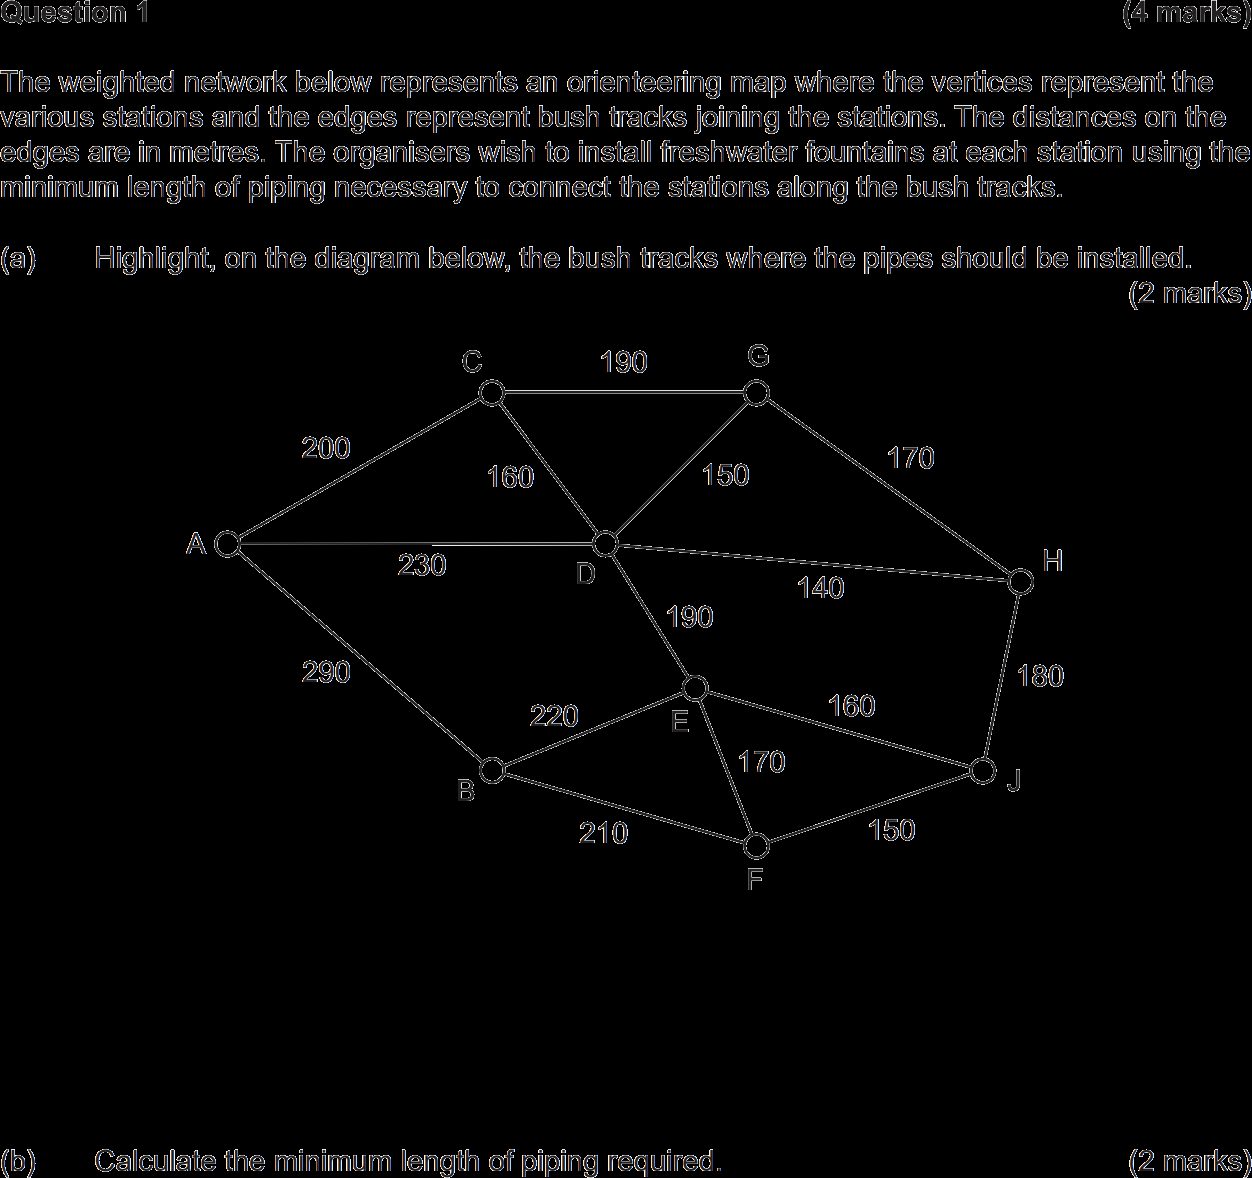 Question 1 (4 marks)
The weighted network below represents an orienteering map where the vertices represent the
various stations and the edges represent bush tracks joining the stations. The distances on the
edges are in metres. The organisers wish to install freshwater fountains at each station using the
minimum length of piping necessary to connect the stations along the bush tracks.
(a) Highlight, on the diagram below, the bush tracks where the pipes should be installed.
(2 marks)
C 190 G
200
160 150 170
A 230 D 140 H
190
290 180
220 E 160
170
B J
210 150
F
(b) Calculate the minimum length of piping required. (2 marks)